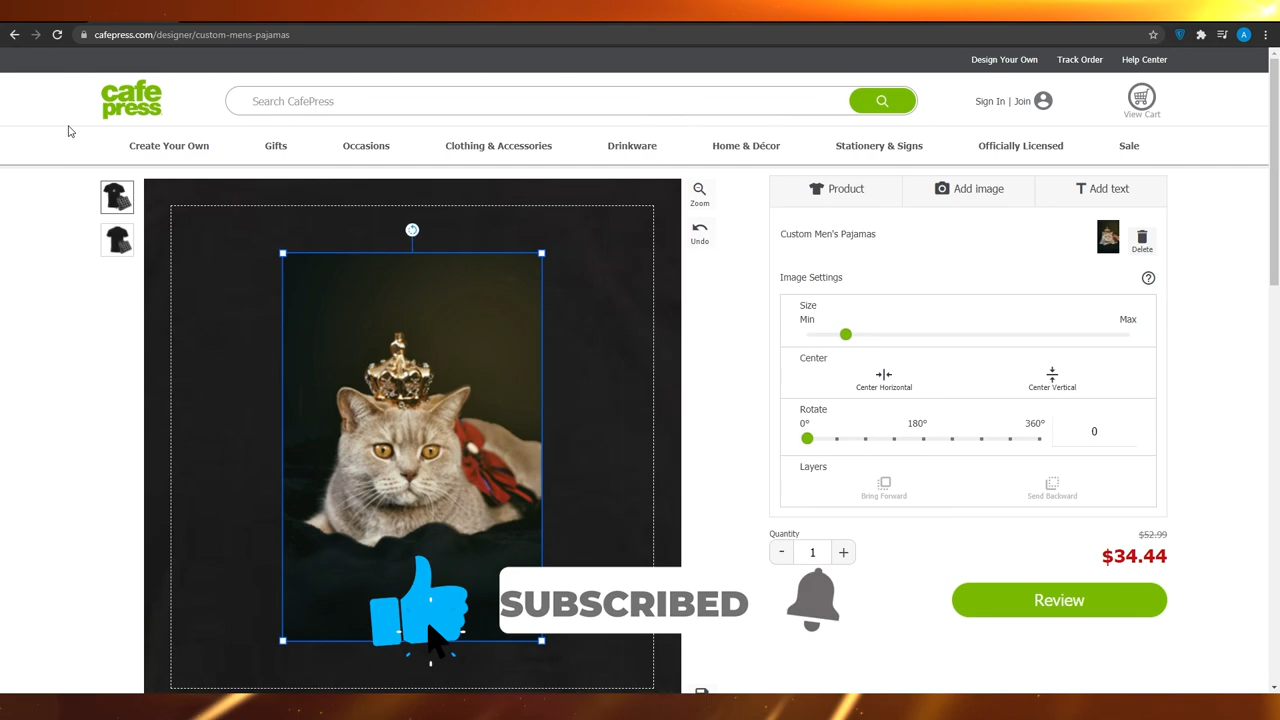 cafepress.com/designer/custom-mens-pajamas
A
Design Your Own
Track Order
Help Center
cafe
press
Search CafePress
Sign In | Join
View Cart
Create Your Own
Gifts
Occasions
Clothing & Accessories
Drinkware
Home & Décor
Stationery & Signs
Officially Licensed
Sale
Zoom
Undo
Product
Add image
T Add text
Custom Men's Pajamas
Delete
Image Settings
?
Size
Min
Max
Center
Center Horizontal
Center Vertical
Rotate
0°
180°
360°
0
Layers
Bring Forward
Send Backward
Quantity
- 1 +
$52.99
$34.44
Review
SUBSCRIBED